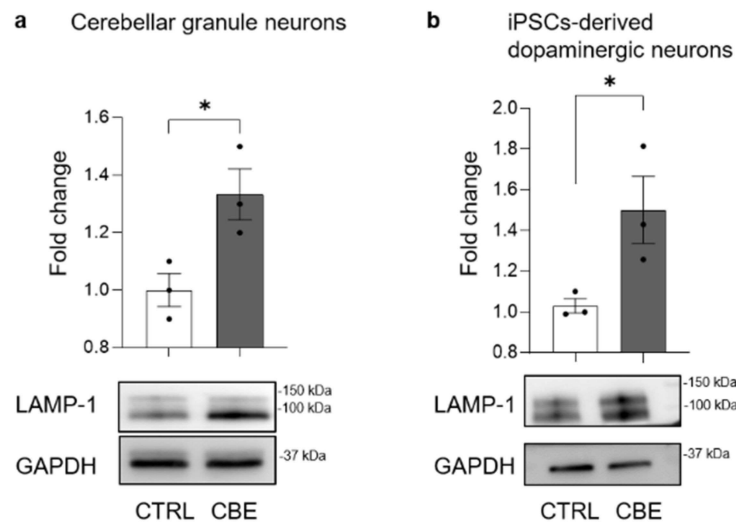 a Cerebellar granule neurons
*
1.6
1.4
1.2
1.0
0.8
Fold change
-150 kDa
LAMP-1
-100 kDa
GAPDH
-37 kDa
CTRL CBE
b iPSCs-derived
dopaminergic neurons
*
2.0
1.8
1.6
1.4
1.2
1.0
0.8
Fold change
-150 kDa
LAMP-1
-100 kDa
-37 kDa
GAPDH
CTRL CBE